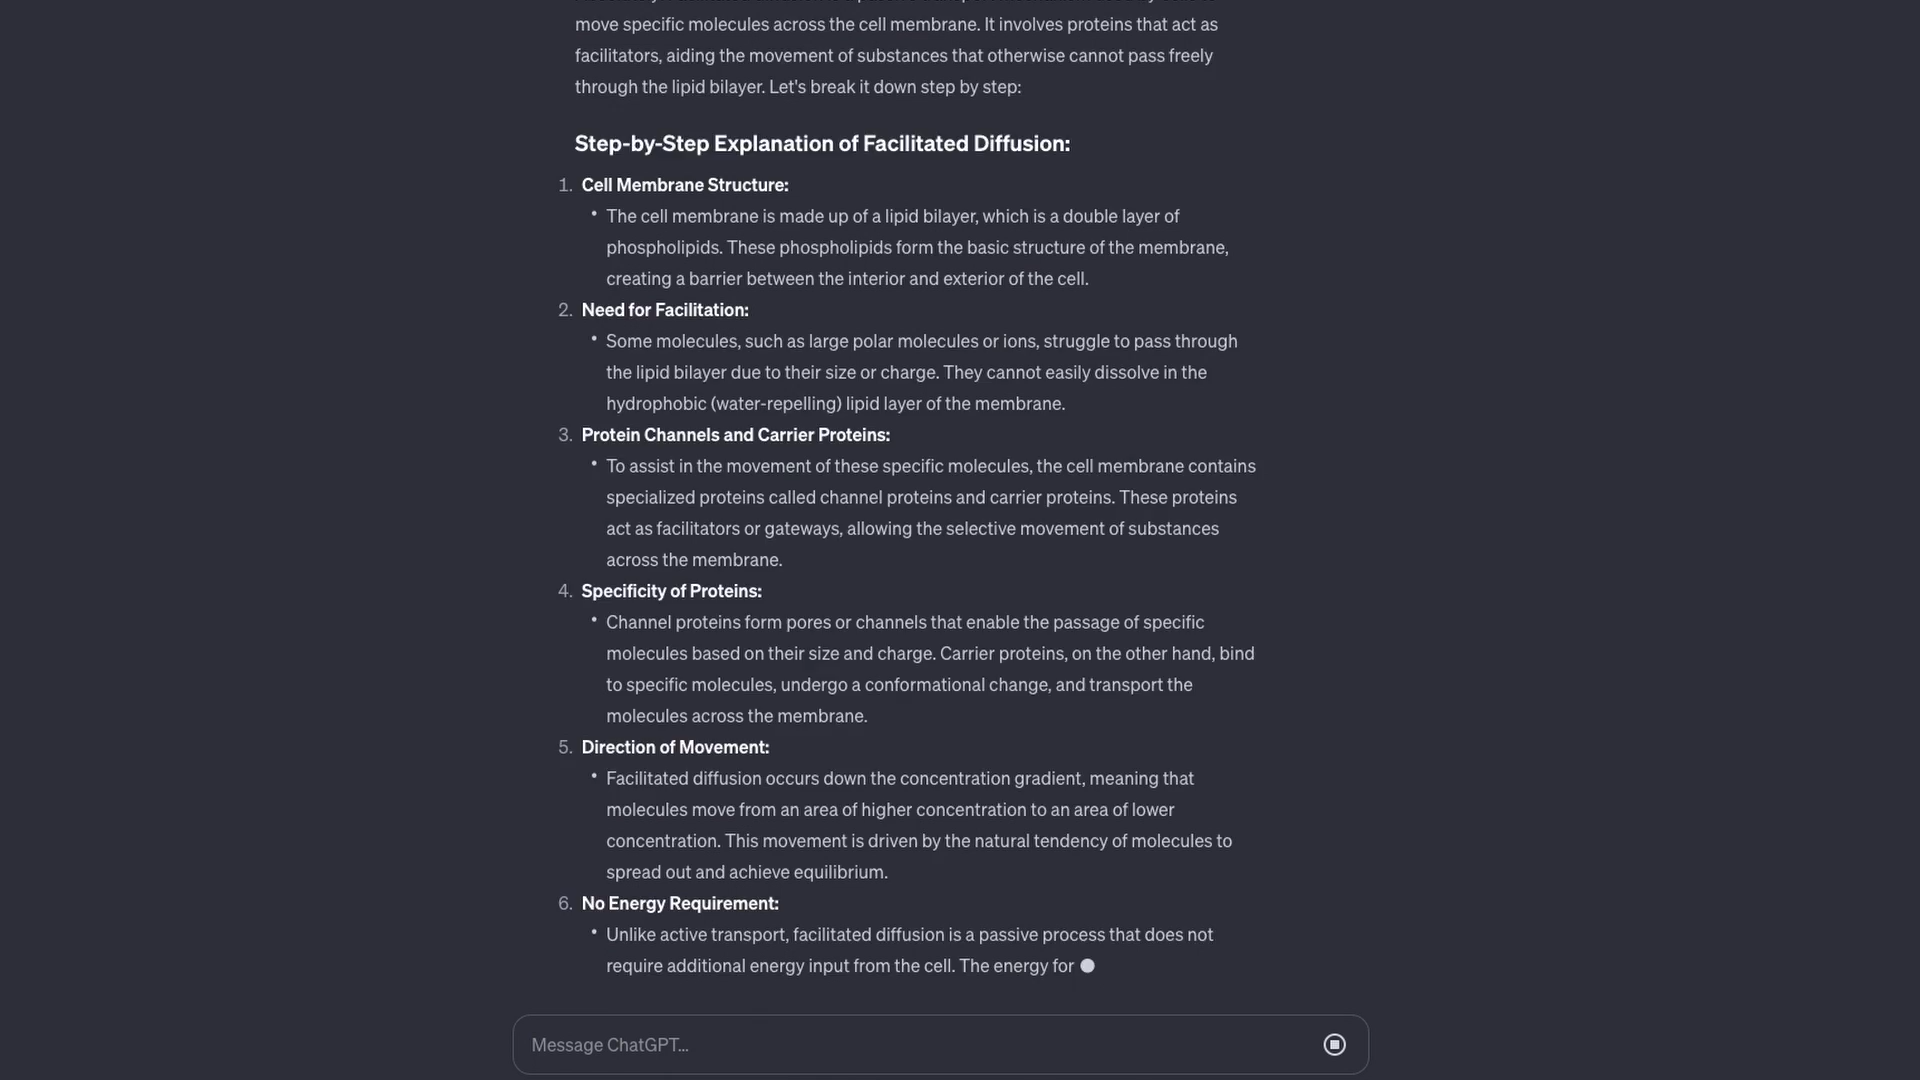 move specific molecules across the cell membrane. It involves proteins that act as
facilitators, aiding the movement of substances that otherwise cannot pass freely
through the lipid bilayer. Let's break it down step by step:
Step-by-Step Explanation of Facilitated Diffusion:
1. Cell Membrane Structure:
• The cell membrane is made up of a lipid bilayer, which is a double layer of
phospholipids. These phospholipids form the basic structure of the membrane,
creating a barrier between the interior and exterior of the cell.
2. Need for Facilitation:
• Some molecules, such as large polar molecules or ions, struggle to pass through
the lipid bilayer due to their size or charge. They cannot easily dissolve in the
hydrophobic (water-repelling) lipid layer of the membrane.
3. Protein Channels and Carrier Proteins:
• To assist in the movement of these specific molecules, the cell membrane contains
specialized proteins called channel proteins and carrier proteins. These proteins
act as facilitators or gateways, allowing the selective movement of substances
across the membrane.
4. Specificity of Proteins:
• Channel proteins form pores or channels that enable the passage of specific
molecules based on their size and charge. Carrier proteins, on the other hand, bind
to specific molecules, undergo a conformational change, and transport the
molecules across the membrane.
5. Direction of Movement:
• Facilitated diffusion occurs down the concentration gradient, meaning that
molecules move from an area of higher concentration to an area of lower
concentration. This movement is driven by the natural tendency of molecules to
spread out and achieve equilibrium.
6. No Energy Requirement:
• Unlike active transport, facilitated diffusion is a passive process that does not
require additional energy input from the cell. The energy for
Message ChatGPT...